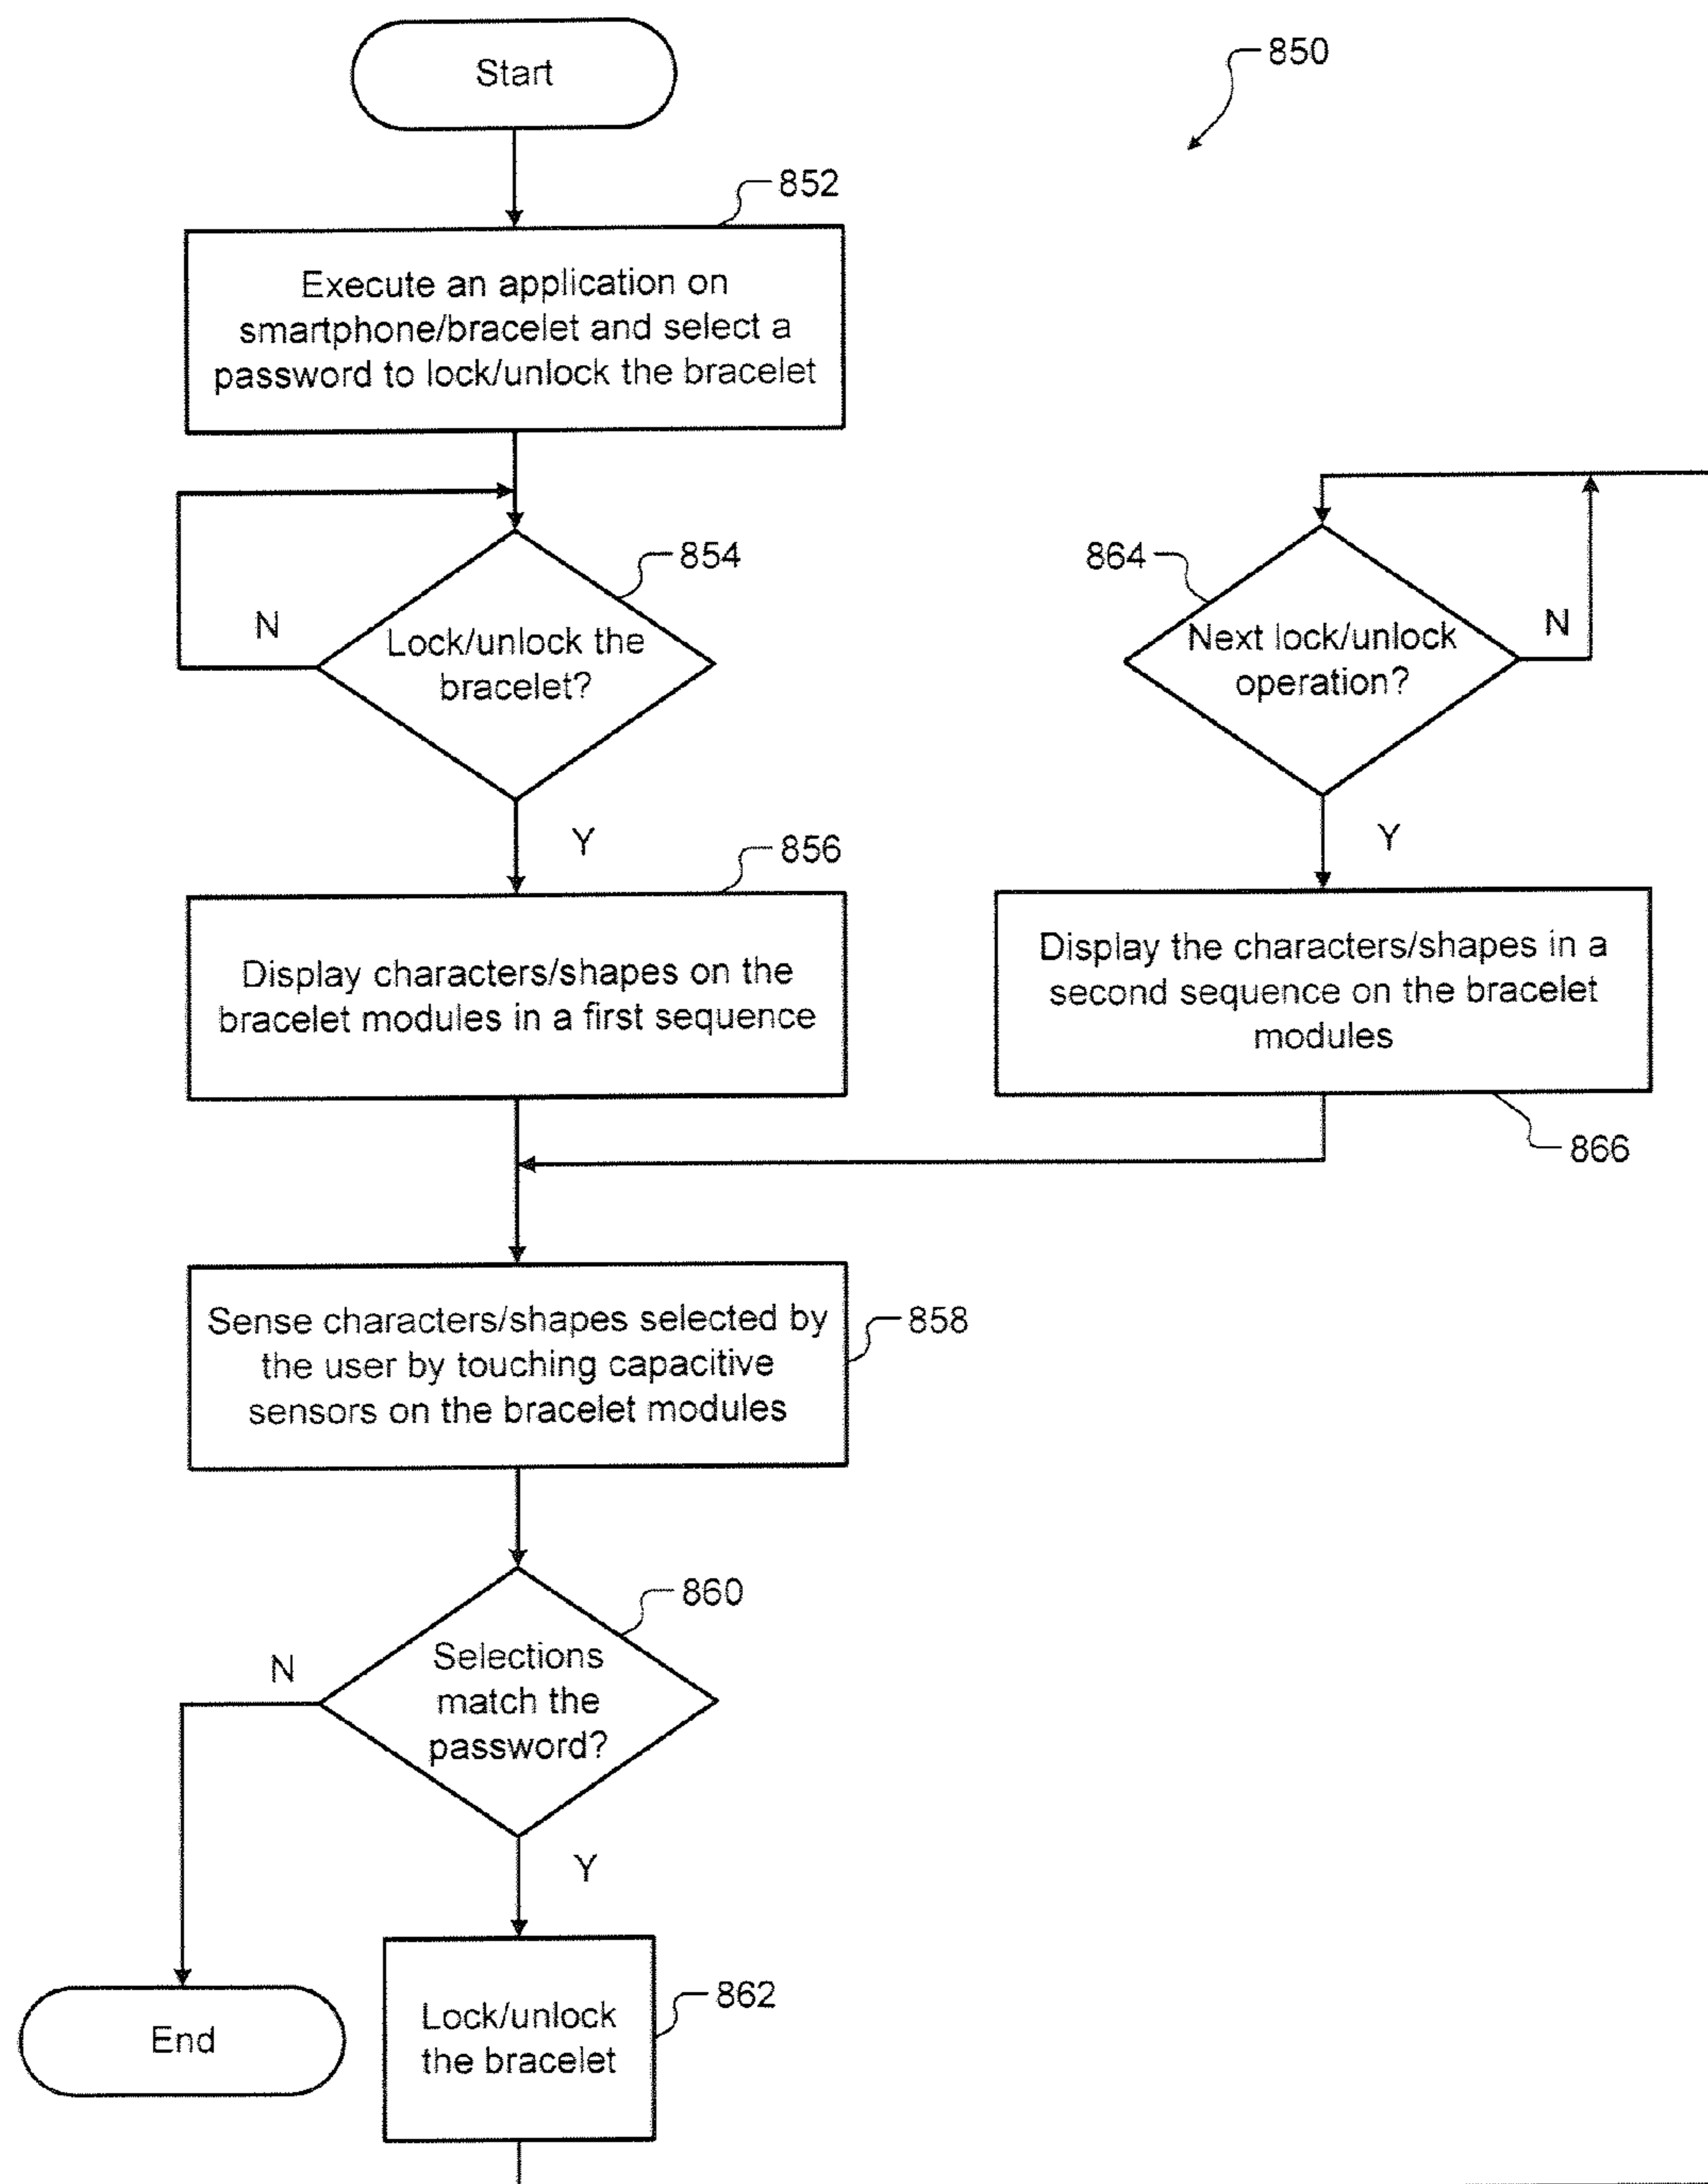 Start
850
852
Execute an application on
smartphone/bracelet and select a
password to lock/unlock the bracelet
854
N
Lock/unlock the
bracelet?
Y
864
N
Next lock/unlock
operation?
Y
856
Display characters/shapes on the
bracelet modules in a first sequence
Display the characters/shapes in a
second sequence on the bracelet
modules
866
Sense characters/shapes selected by
the user by touching capacitive
sensors on the bracelet modules
858
860
N
Selections
match the
password?
Y
End
Lock/unlock
the bracelet
862